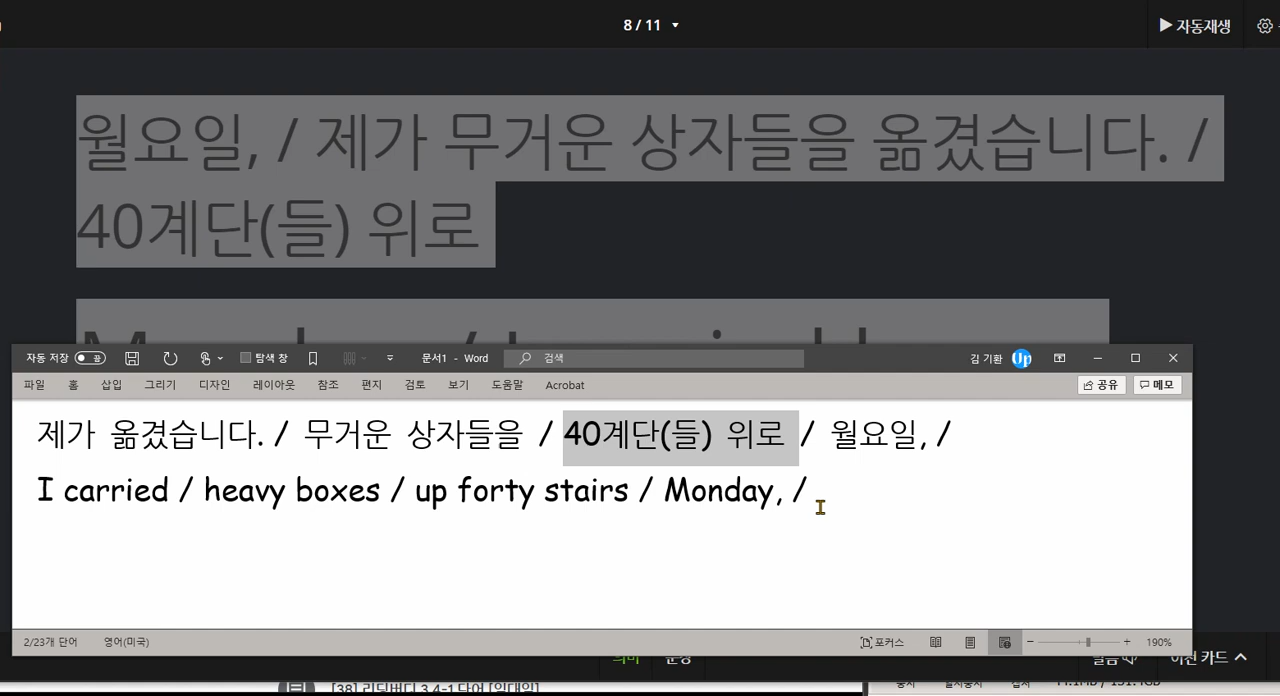 8 / 11
자동재생
월요일, / 제가 무거운 상자들을 옮겼습니다. /
40계단(들) 위로
자동 저장 끔 탐색 창 문서1 - Word 검색 김 기환 Up
파일 홈 삽입 그리기 디자인 레이아웃 참조 편지 검토 보기 도움말 Acrobat 공유 메모
제가 옮겼습니다. / 무거운 상자들을 / 40계단(들) 위로 / 월요일, /
I carried / heavy boxes / up forty stairs / Monday, /
2/23개 단어 영어(미국) 포커스 190%
이전 카드